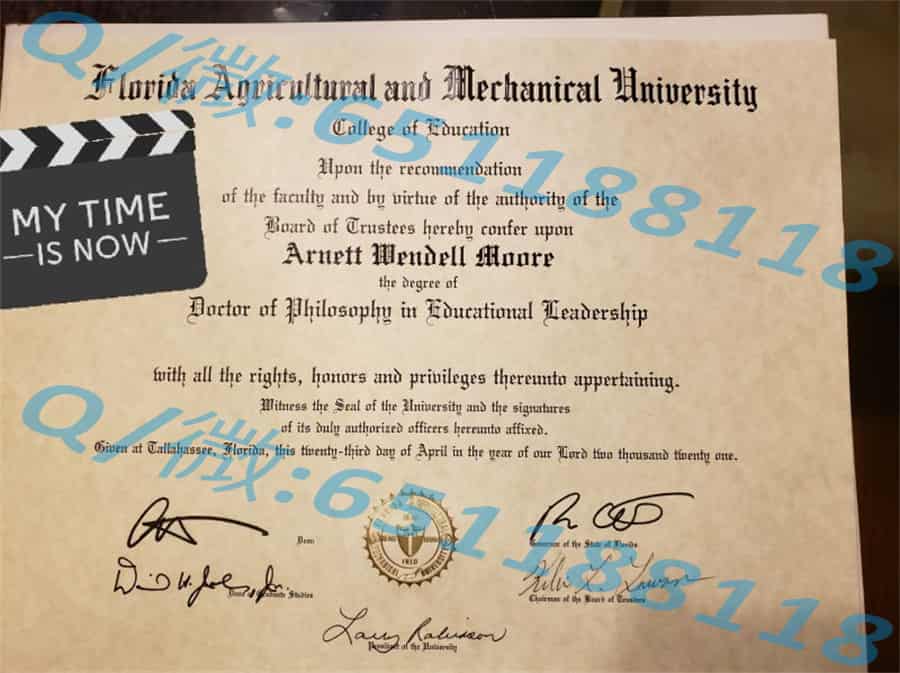 Q/微:65118811​8
Florida Agricultural and Mechanical University
College of Education
Upon the recommendation
of the faculty and by virtue of the authority of the
Board of Trustees hereby confer upon
MY TIME
IS NOW
Arnett Wendell Moore
the degree of
Doctor of Philosophy in Educational Leadership
with all the rights, honors and privileges thereunto appertaining.
Witness the Seal of the University and the signatures
of its duly authorized officers hereunto affixed.
Q/微:651188118
Given at Tallahassee, Florida, this twenty-third day of April in the year of our Lord two thousand twenty one.
Dean
Governor of the State of Florida
Dean of Graduate Studies
Chairman of the Board of Trustees
Larry Robinson
President of the University